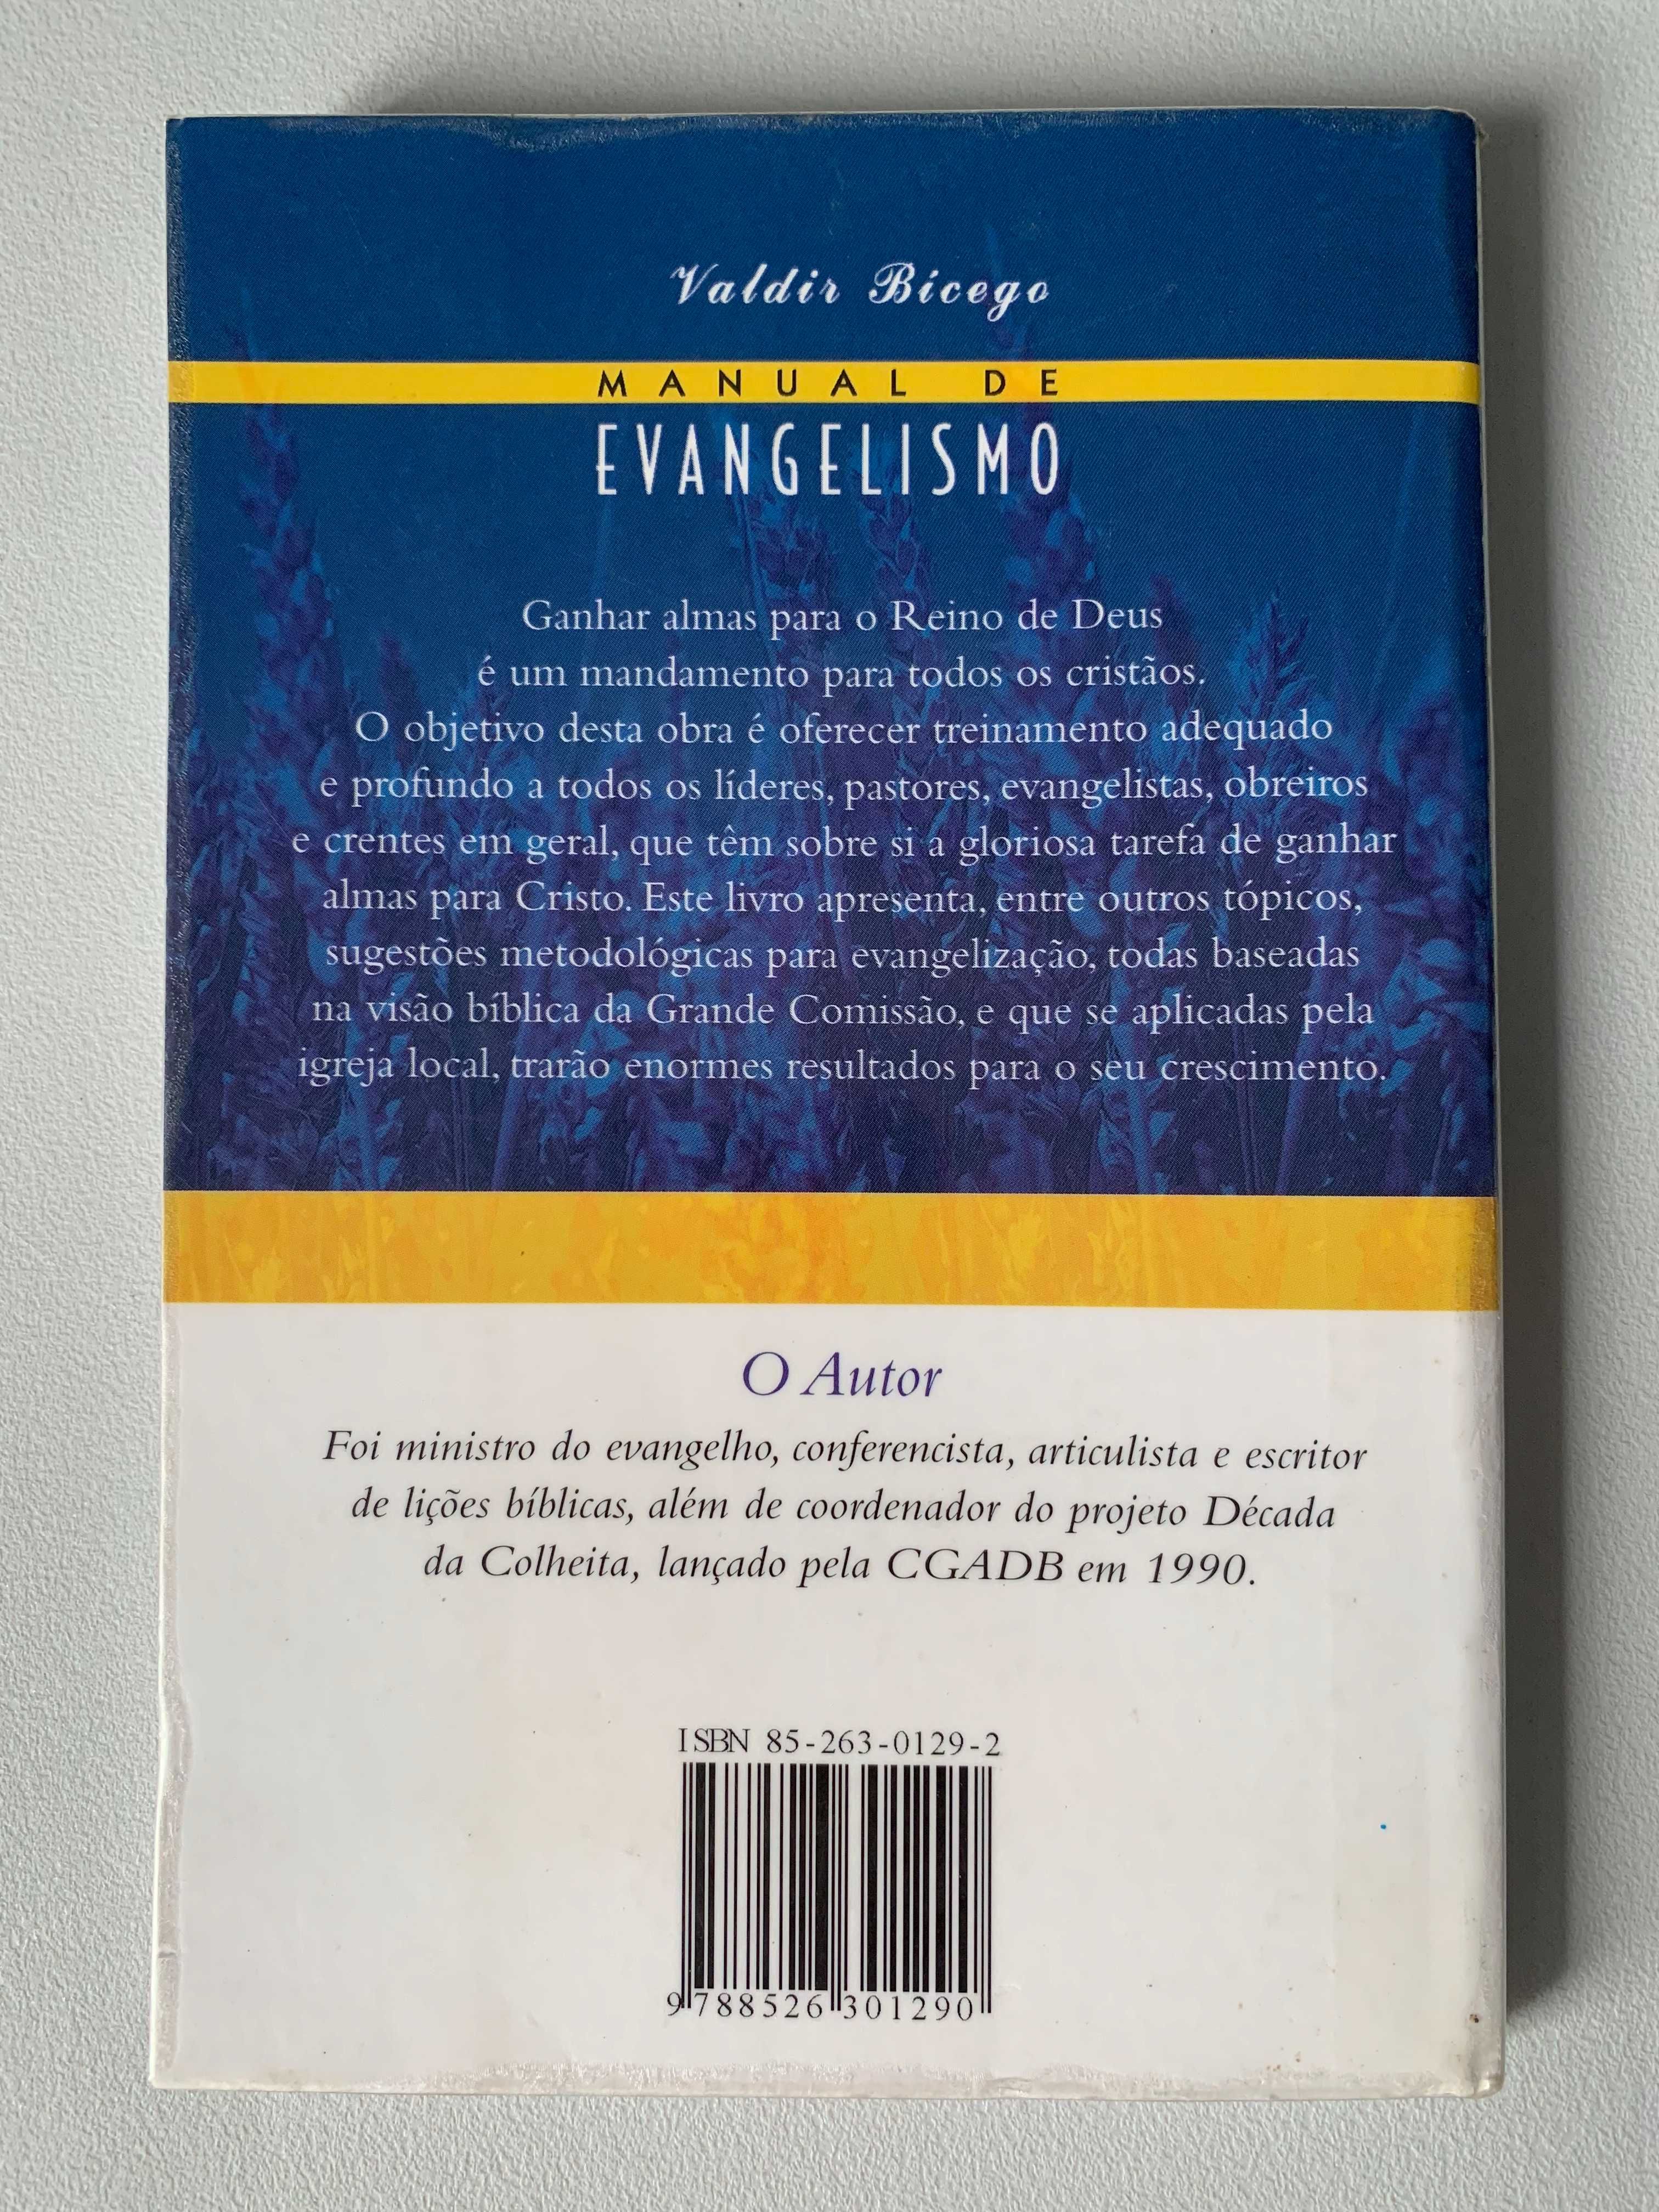 Valdir Bícego
MANUAL DE
EVANGELISMO
Ganhar almas para o Reino de Deus
é um mandamento para todos os cristãos.
O objetivo desta obra é oferecer treinamento adequado
e profundo a todos os líderes, pastores, evangelistas, obreiros
e crentes em geral, que têm sobre si a gloriosa tarefa de ganhar
almas para Cristo. Este livro apresenta, entre outros tópicos,
sugestões metodológicas para evangelização, todas baseadas
na visão bíblica da Grande Comissão, e que se aplicadas pela
igreja local, trarão enormes resultados para o seu crescimento.
O Autor
Foi ministro do evangelho, conferencista, articulista e escritor
de lições bíblicas, além de coordenador do projeto Década
da Colheita, lançado pela CGADB em 1990.
ISBN 85-263-0129-2
9 788526 301290